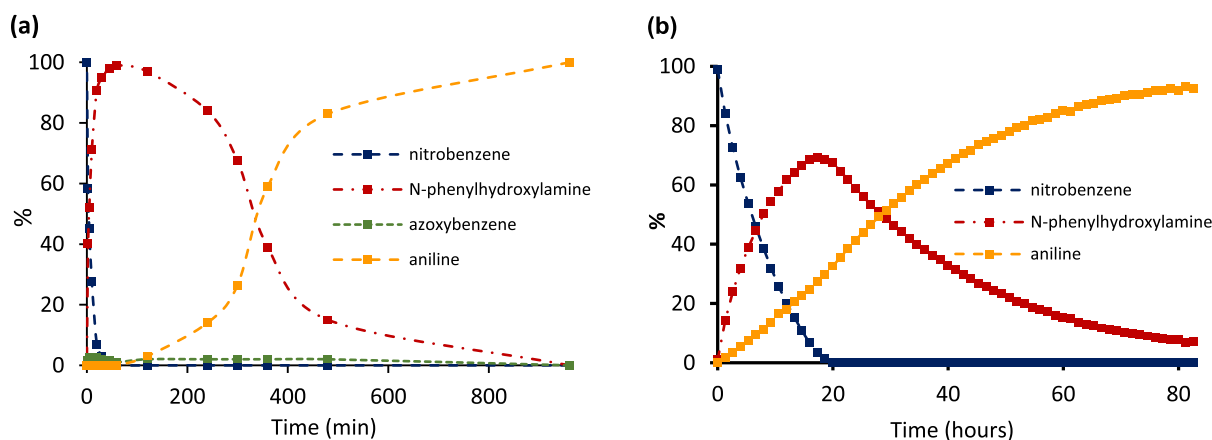 (a)
100
80
60
40
20
0
%
0 200 400 600 800
Time (min)
nitrobenzene
N-phenylhydroxylamine
azoxybenzene
aniline
(b)
100
80
60
40
20
0
%
0 20 40 60 80
Time (hours)
nitrobenzene
N-phenylhydroxylamine
aniline